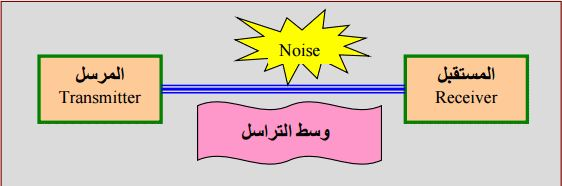 المرسل
Transmitter
Noise
المستقبل
Receiver
وسط التراسل